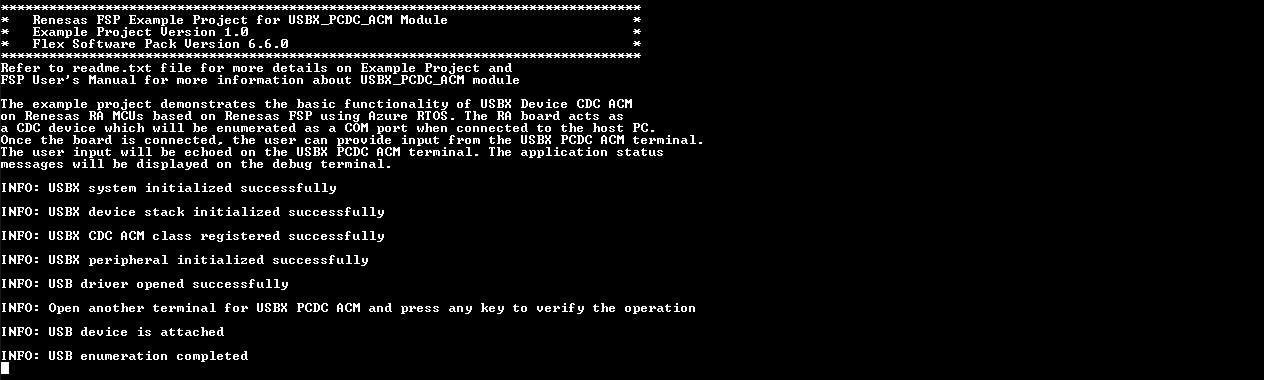 ********************************************************************************
*   Renesas FSP Example Project for USBX_PCDC_ACM Module                       *
*   Example Project Version 1.0                                                *
*   Flex Software Pack Version 6.6.0                                           *
********************************************************************************
Refer to readme.txt file for more details on Example Project and
FSP User's Manual for more information about USBX_PCDC_ACM module
The example project demonstrates the basic functionality of USBX Device CDC ACM
on Renesas RA MCUs based on Renesas FSP using Azure RTOS. The RA board acts as
a CDC device which will be enumerated as a COM port when connected to the host PC.
Once the board is connected, the user can provide input from the USBX PCDC ACM terminal.
The user input will be echoed on the USBX PCDC ACM terminal. The application status
messages will be displayed on the debug terminal.
INFO: USBX system initialized successfully
INFO: USBX device stack initialized successfully
INFO: USBX CDC ACM class registered successfully
INFO: USBX peripheral initialized successfully
INFO: USB driver opened successfully
INFO: Open another terminal for USBX PCDC ACM and press any key to verify the operation
INFO: USB device is attached
INFO: USB enumeration completed